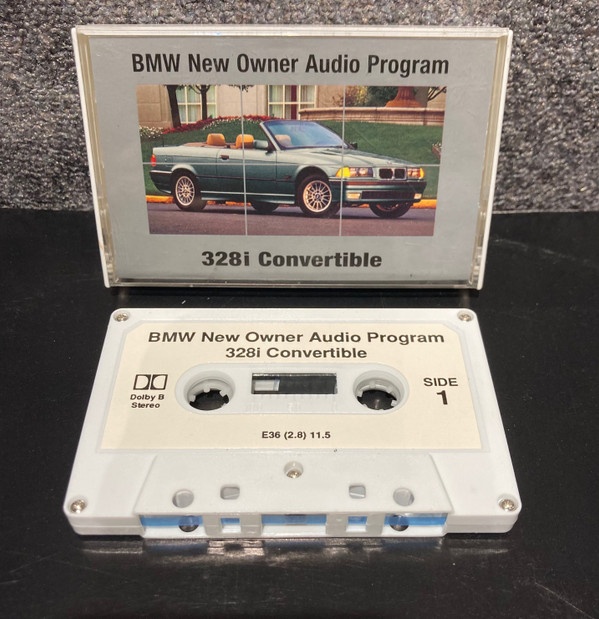 BMW New Owner Audio Program
328i Convertible
BMW New Owner Audio Program
328i Convertible
Dolby B
Stereo
SIDE
1
E36 (2.8) 11.5